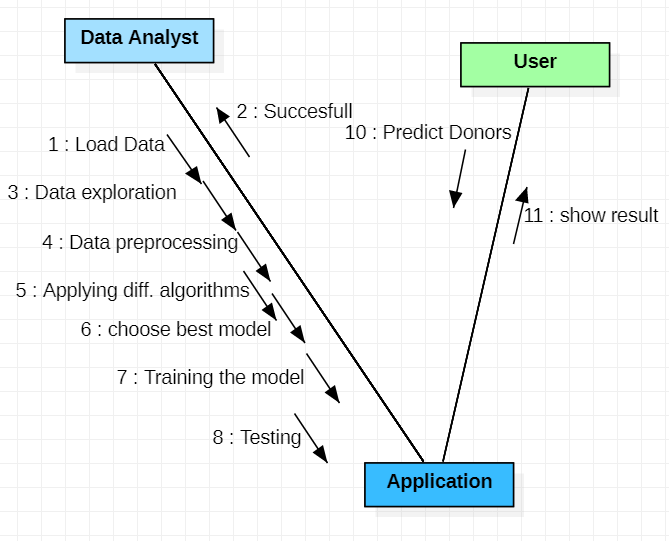 Data Analyst
User
2 : Succesfull
10 : Predict Donors
1 : Load Data
3 : Data exploration
11 : show result
4 : Data preprocessing
5 : Applying diff. algorithms
6 : choose best model
7 : Training the model
8 : Testing
Application